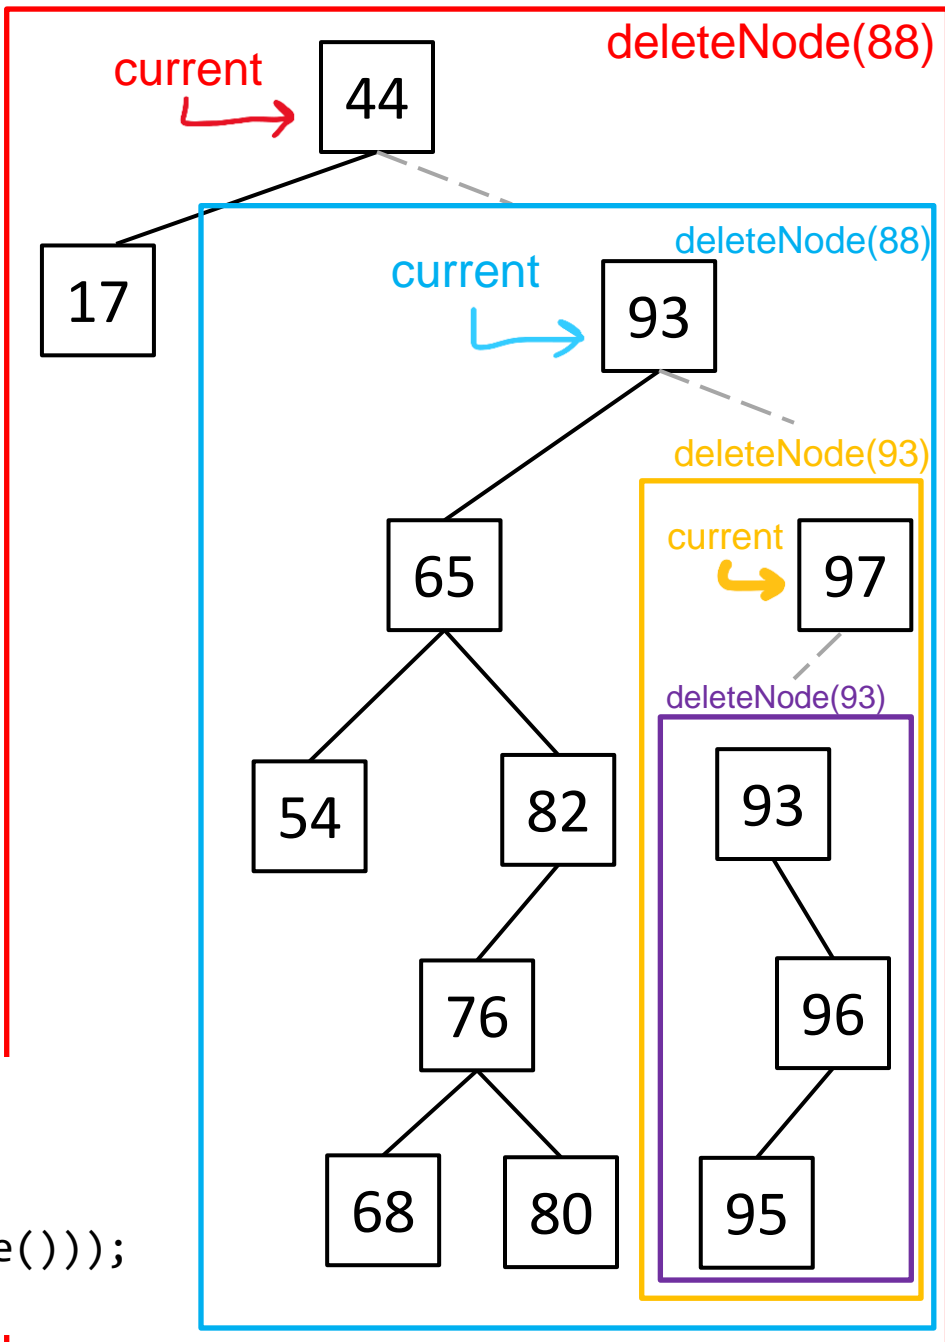 deleteNode(88)
current
44
deleteNode(88)
current
17
93
deleteNode(93)
current
65
97
deleteNode(93)
54
82
93
76
96
68
80
95
e()));